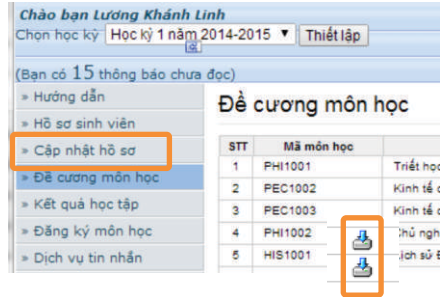 Chào bạn Lương Khánh Linh
Chọn học kỳ Học kỳ 1 năm 2014-2015 Thiết lập
(Bạn có 15 thông báo chưa đọc)
» Hướng dẫn
» Hồ sơ sinh viên
» Cập nhật hồ sơ
» Đề cương môn học
» Kết quả học tập
» Đăng ký môn học
» Dịch vụ tin nhắn
Đề cương môn học
STT Mã môn học
1 PHI1001 Triết học
2 PEC1002 Kinh tế
3 PEC1003 Kinh tế
4 PHI1002
5 HIS1001